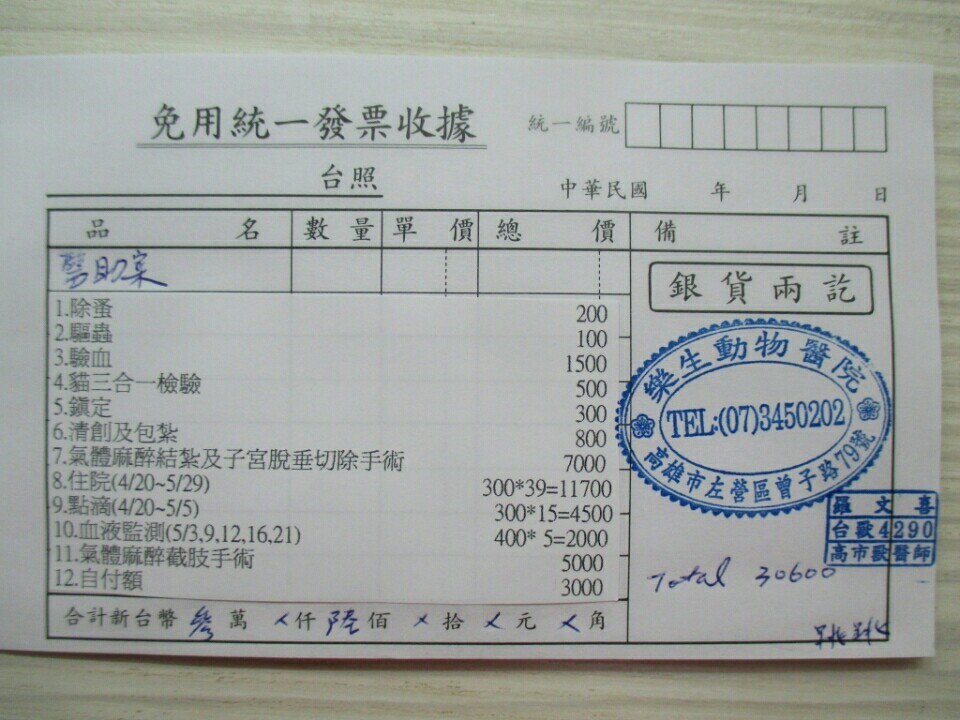 免用統一發票收據
統一編號
台照
中華民國 年 月 日
品 名 數 量 單 價 總 價 備 註
醫助案
銀貨兩訖
1.除蚤 200
2.驅蟲 100
3.驗血 1500
4.貓三合一檢驗 500
5.鎮定 300
6.清創及包紮 800
7.氣體麻醉結紮及子宮脫垂切除手術 7000
8.住院(4/20~5/29) 300*39=11700
9.點滴(4/20~5/5) 300*15=4500
10.血液監測(5/3,9,12,16,21) 400* 5=2000
11.氣體麻醉截肢手術 5000
12.自付額 3000
樂生動物醫院
TEL:(07)3450202
高雄市左營區曾子路79號
羅文喜
台獸4290
高市獸醫師
Total 30600
合計新台幣 參 萬 X 仟 陸 佰 X 拾 X 元 X 角